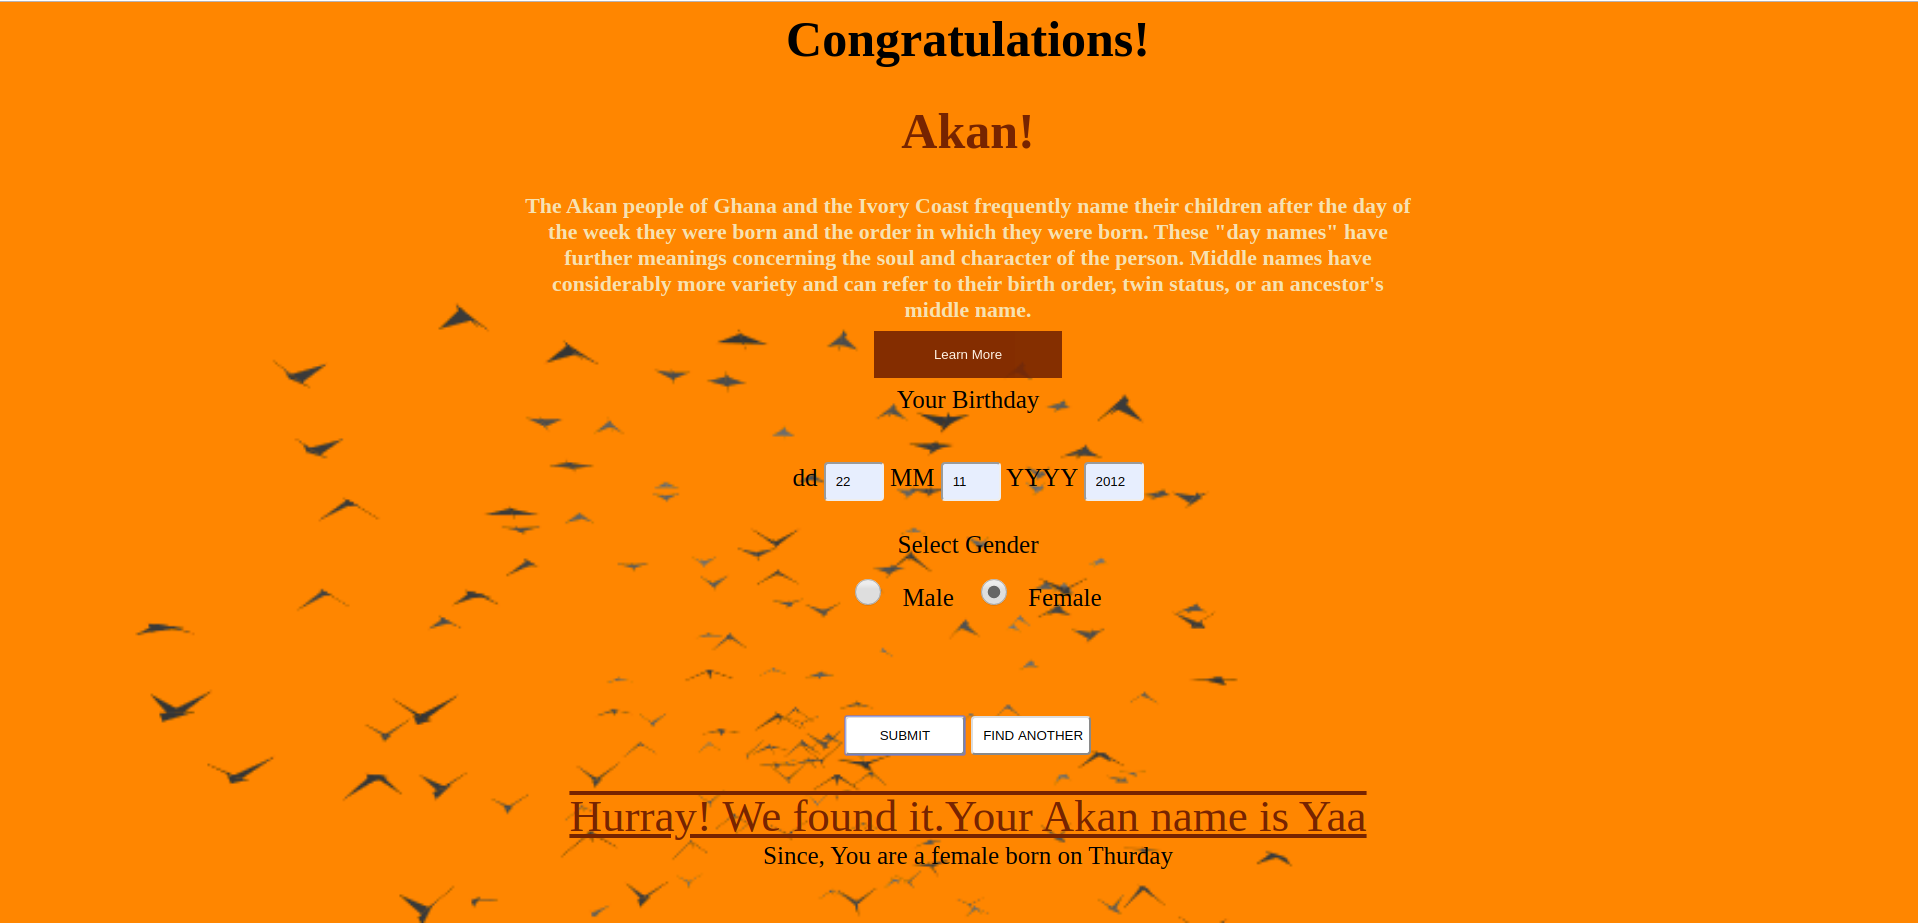 Congratulations!
Akan!
The Akan people of Ghana and the Ivory Coast frequently name their children after the day of
the week they were born and the order in which they were born. These "day names" have
further meanings concerning the soul and character of the person. Middle names have
considerably more variety and can refer to their birth order, twin status, or an ancestor's
middle name.
Learn More
Your Birthday
dd 22 MM 11 YYYY 2012
Select Gender
Male Female
SUBMIT FIND ANOTHER
Hurray! We found it.Your Akan name is Yaa
Since, You are a female born on Thurday